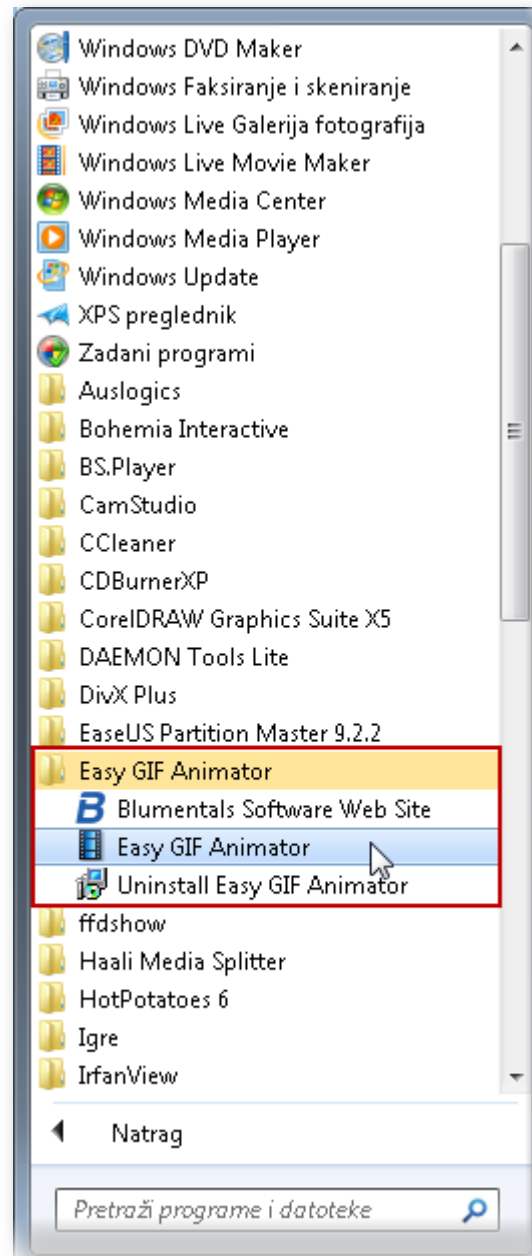 Windows DVD Maker
Windows Faksiranje i skeniranje
Windows Live Galerija fotografija
Windows Live Movie Maker
Windows Media Center
Windows Media Player
Windows Update
XPS preglednik
Zadani programi
Auslogics
Bohemia Interactive
BS.Player
CamStudio
CCleaner
CDBurnerXP
CorelDRAW Graphics Suite X5
DAEMON Tools Lite
DivX Plus
EaseUS Partition Master 9.2.2
Easy GIF Animator
Blumentals Software Web Site
Easy GIF Animator
Uninstall Easy GIF Animator
ffdshow
Haali Media Splitter
HotPotatoes 6
Igre
IrfanView
Natrag
Pretraži programe i datoteke